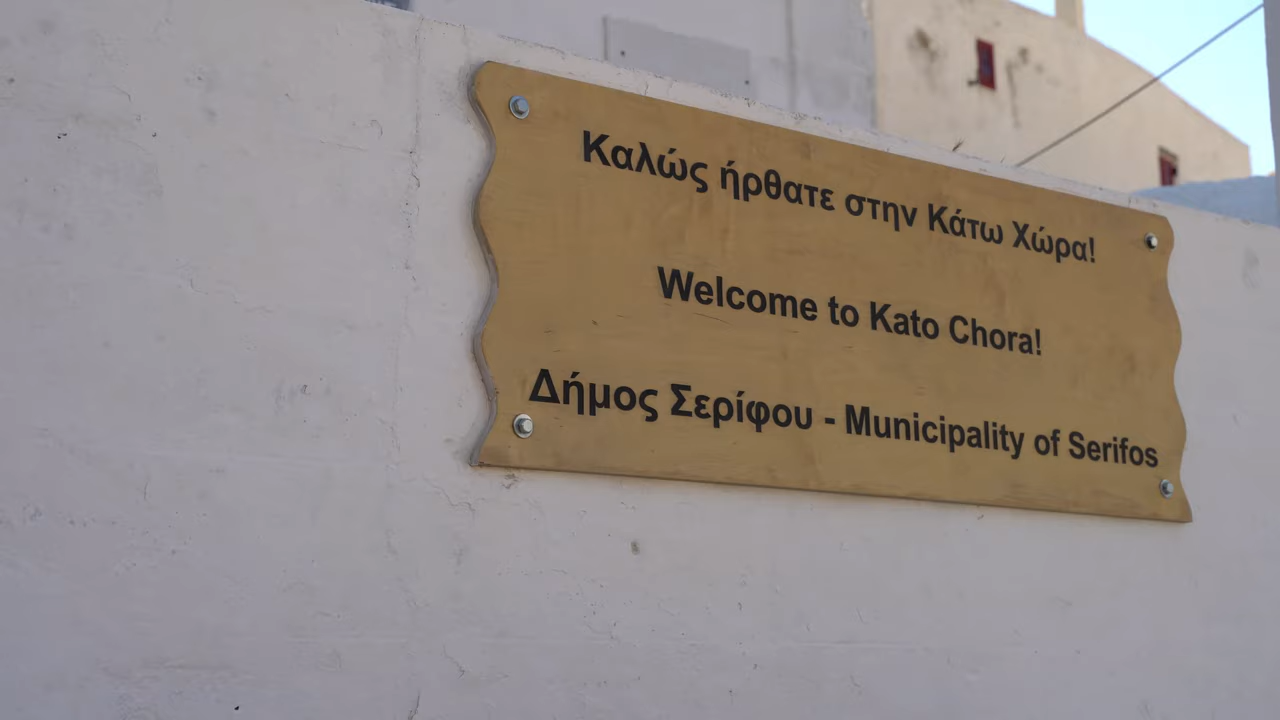 Καλώς ήρθατε στην Κάτω Χώρα!
Welcome to Kato Chora!
Δήμος Σερίφου - Municipality of Serifos